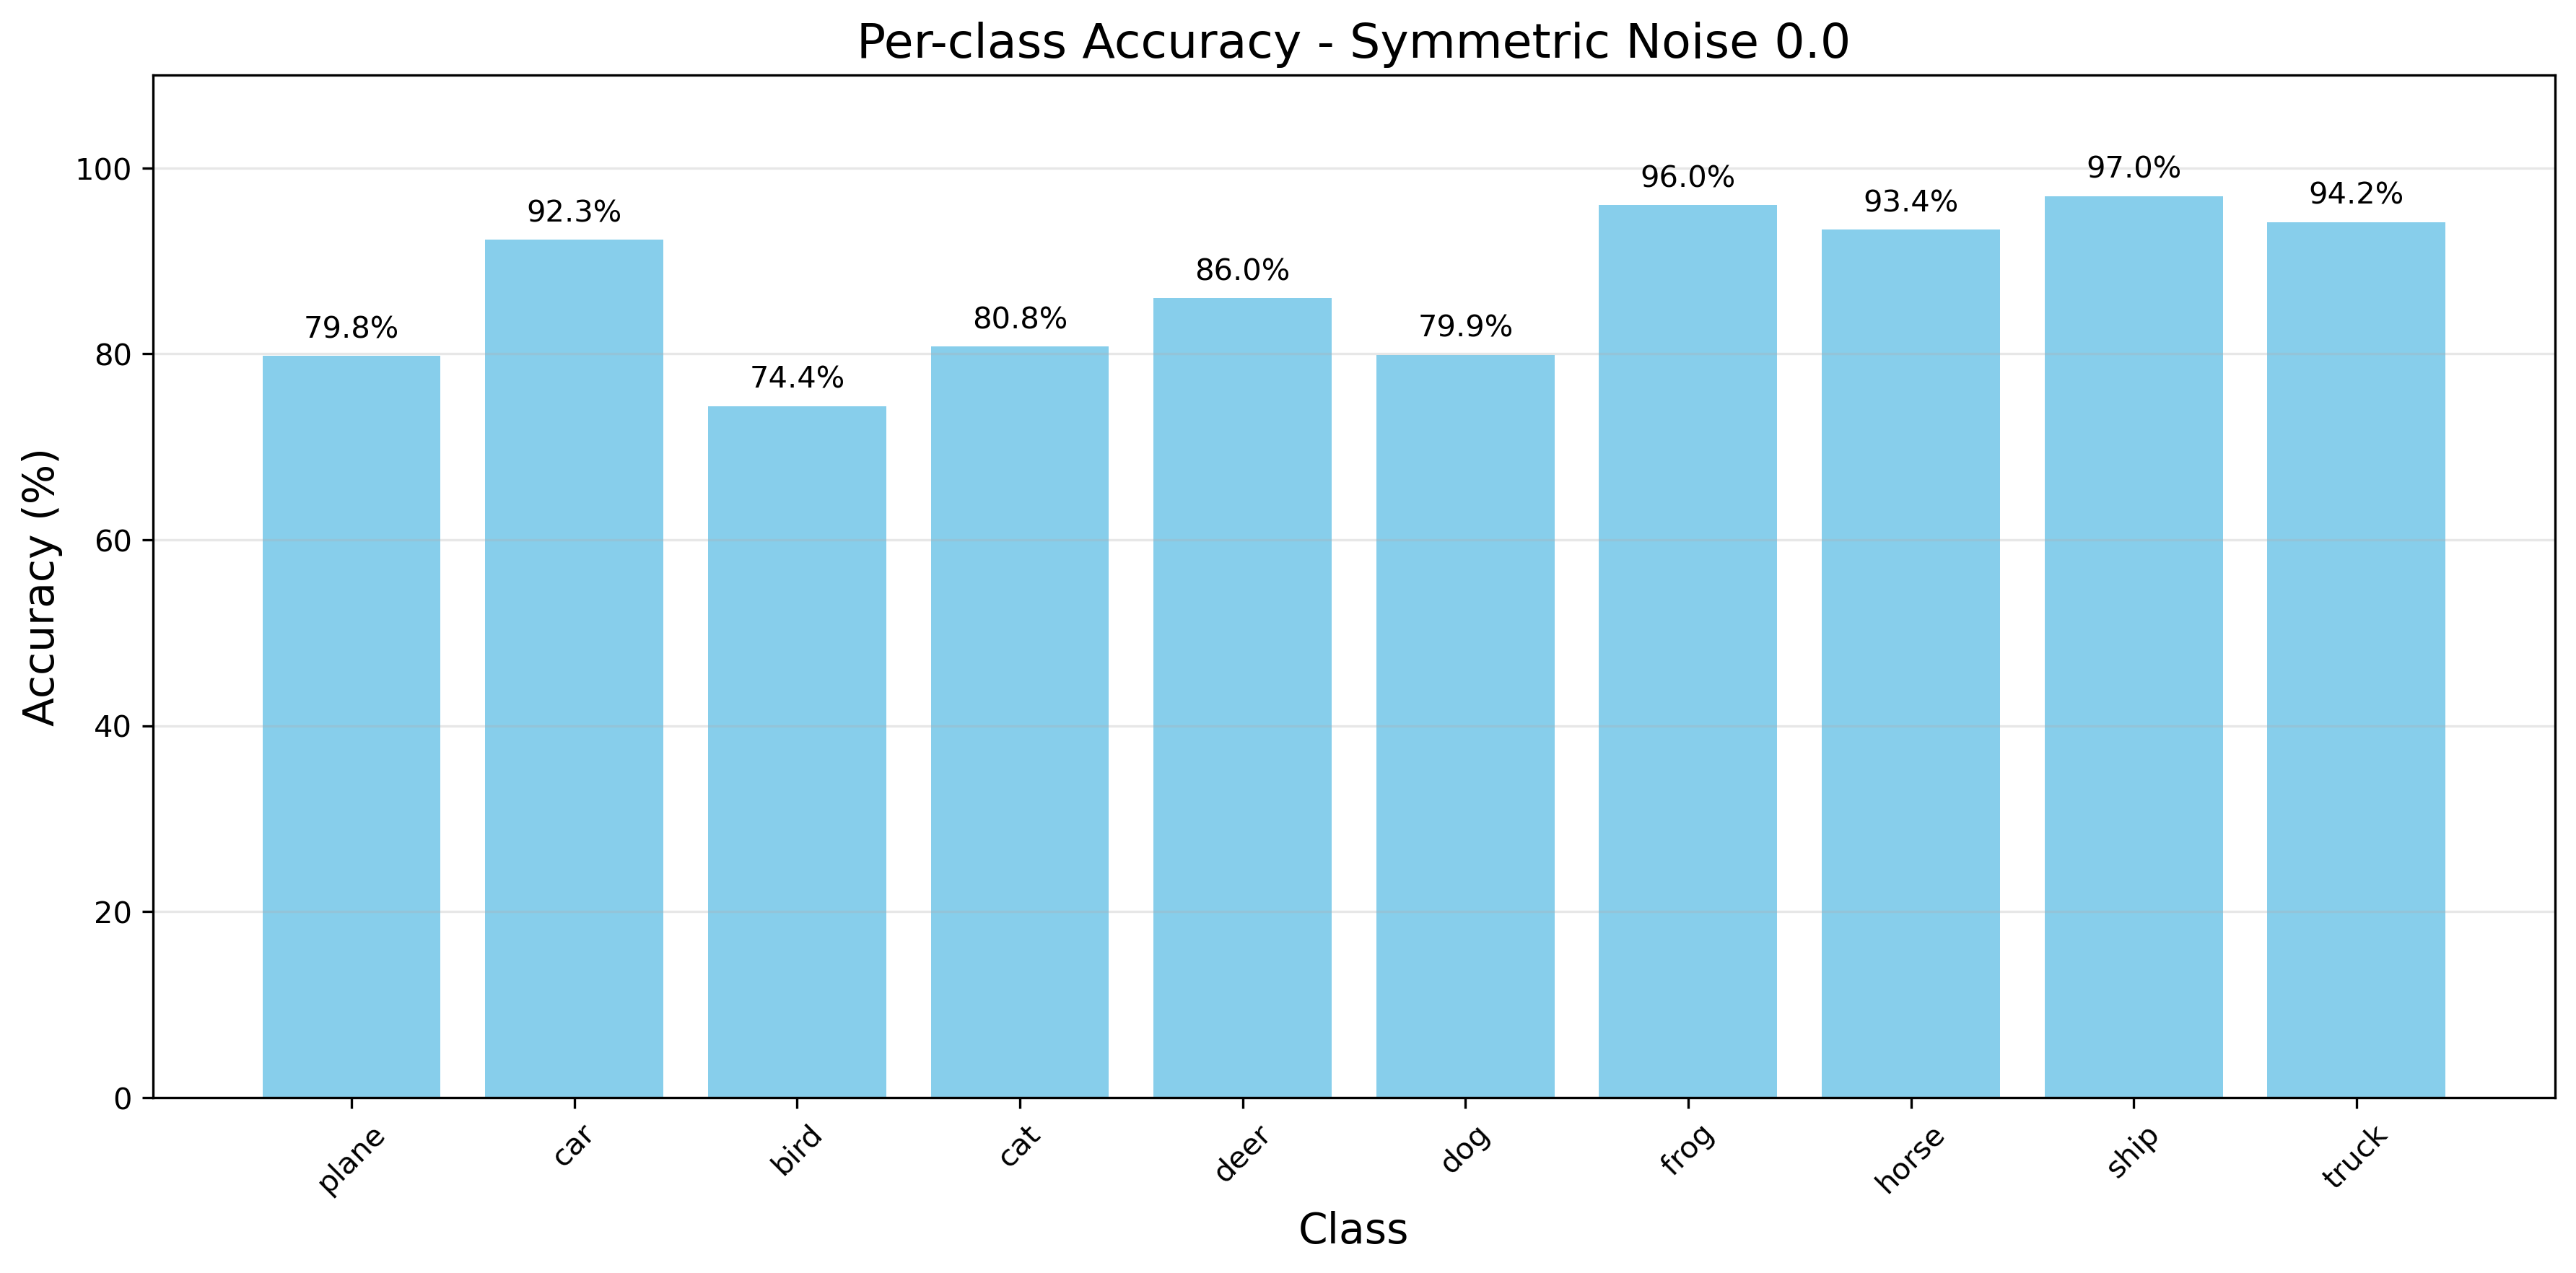 Per-class Accuracy - Symmetric Noise 0.0
Accuracy (%)
100
80
60
40
20
0
79.8%
92.3%
74.4%
80.8%
86.0%
79.9%
96.0%
93.4%
97.0%
94.2%
plane
car
bird
cat
deer
dog
frog
horse
ship
truck
Class